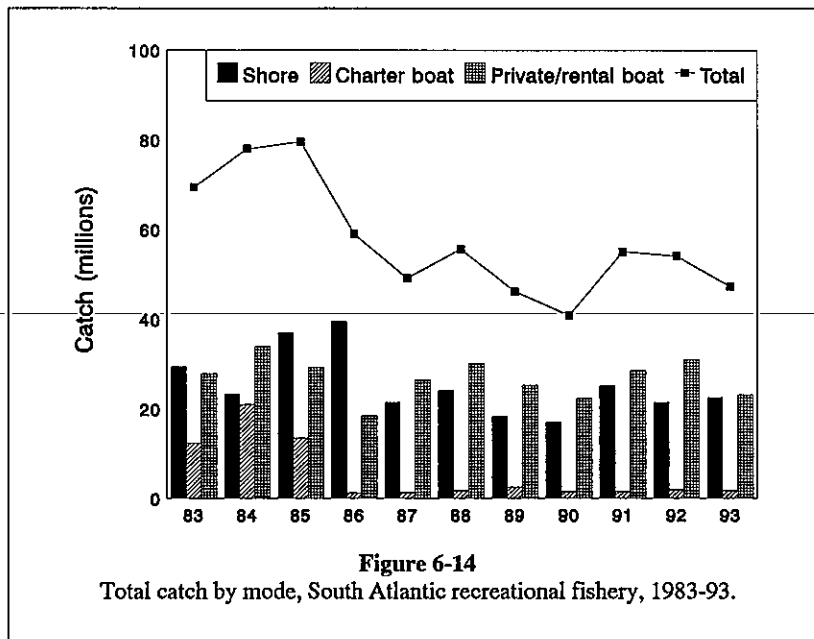 100
Shore Charter boat Private/rental boat Total
80
60
40
20
0
Catch (millions)
83 84 85 86 87 88 89 90 91 92 93
Figure 6-14
Total catch by mode, South Atlantic recreational fishery, 1983-93.